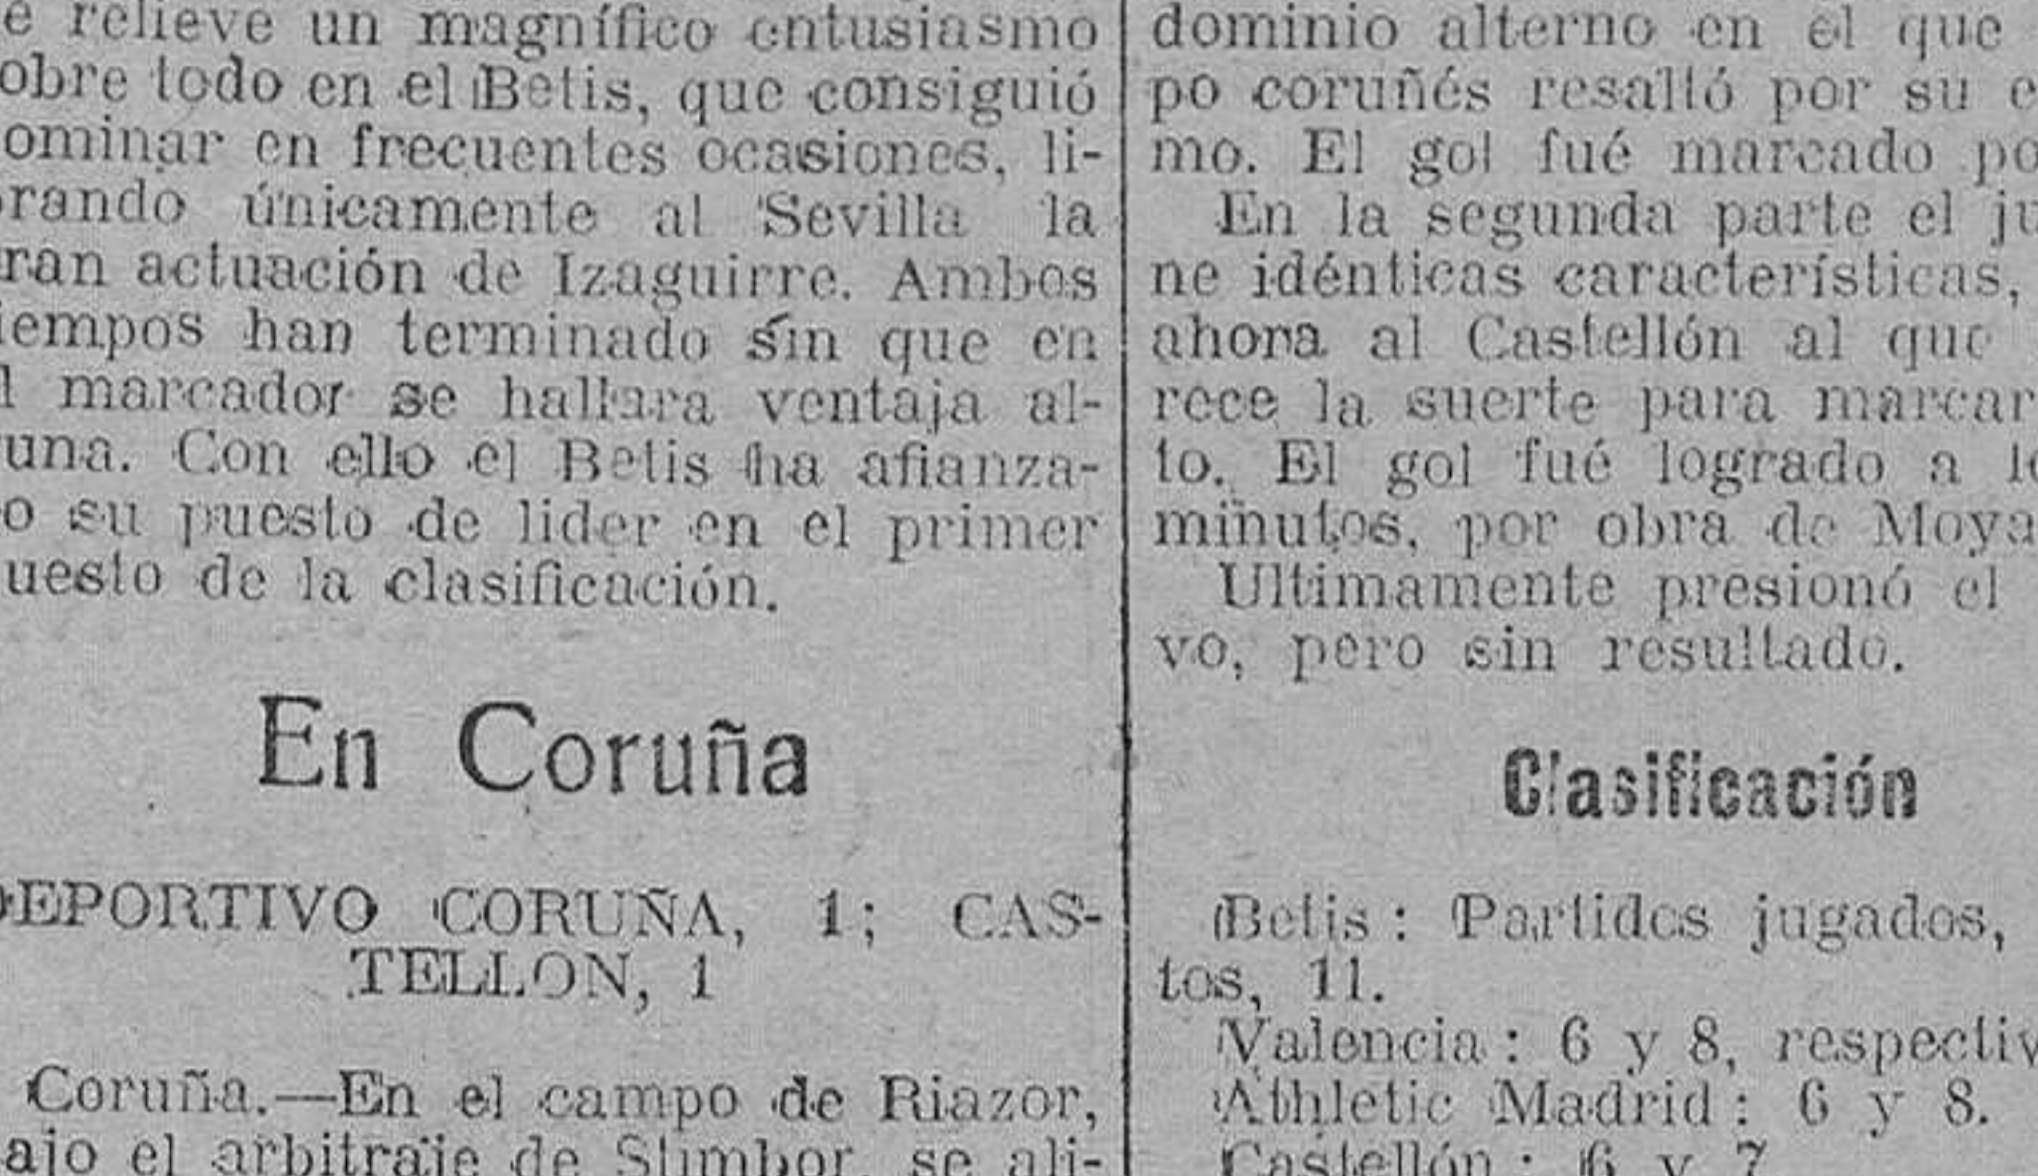 e relieve un magnífico entusiasmo
obre todo en el Betis, que consiguió
ominar en frecuentes ocasiones, li-
brando únicamente al Sevilla la
ran actuación de Izaguirre. Ambos
iempos han terminado sin que en
l marcador se hallara ventaja al-
una. Con ello el Betis ha afianza-
o su puesto de lider en el primer
uesto de la clasificación.
En Coruña
DEPORTIVO CORUÑA, 1; CAS-
TELLON, 1
Coruña.—En el campo de Riazor,
ajo el arbitraje de Stimbor, se ali-
dominio alterno en el que
po coruñés resaltó por su e
mo. El gol fué marcado po
En la segunda parte el ju
ne idénticas características,
ahora al Castellón al que
rece la suerte para marcar
to. El gol fué logrado a lo
minutos, por obra de Moya
Ultimamente presionó el
vo, pero sin resultado.
Clasificación
Betis: Partidos jugados,
tos, 11.
Valencia: 6 y 8, respectiv
Athletic Madrid: 6 y 8.
Castellón: 6 y 7